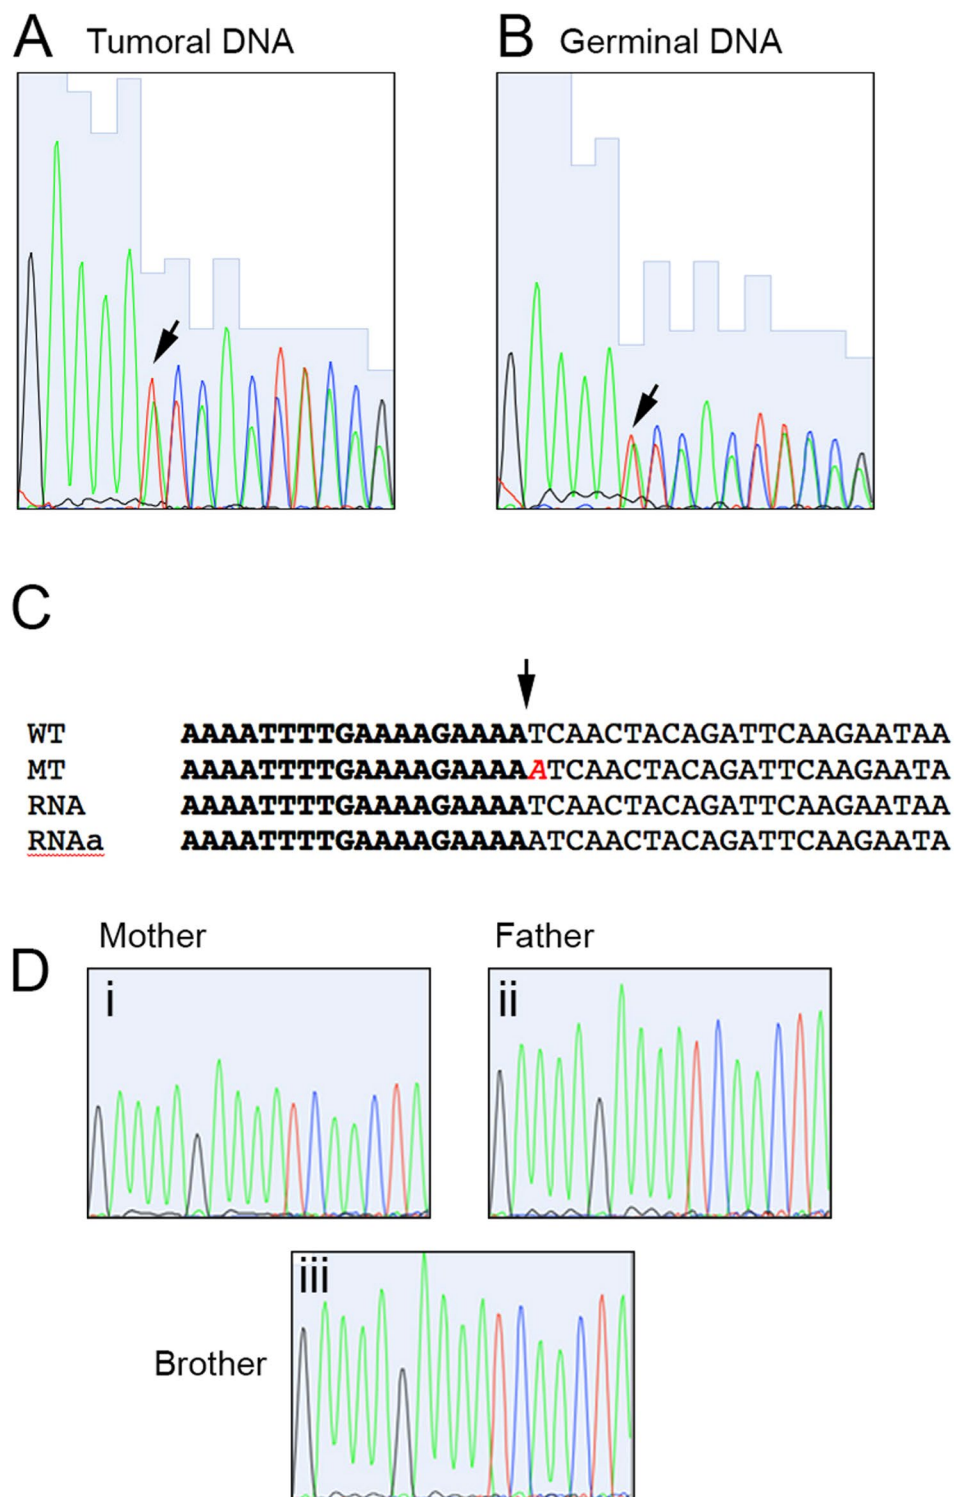 A Tumoral DNA
B Germinal DNA
C
WT AAAATTTTGAAAAGAAAATCAACTACAGATTCAAGAATAA
MT AAAATTTTGAAAAGAAAAATCAACTACAGATTCAAGAATA
RNA AAAATTTTGAAAAGAAAATCAACTACAGATTCAAGAATAA
RNAa AAAATTTTGAAAAGAAAAATCAACTACAGATTCAAGAATA
D
Mother
Father
i
ii
iii
Brother